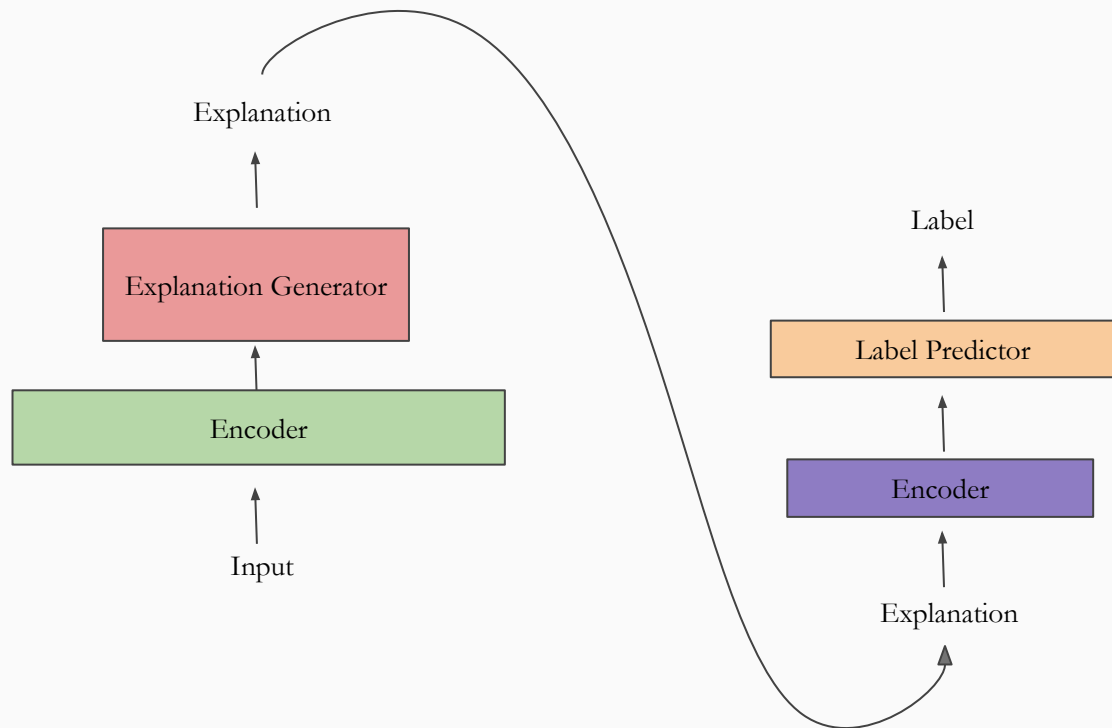 Explanation
Explanation Generator
Encoder
Input
Label
Label Predictor
Encoder
Explanation